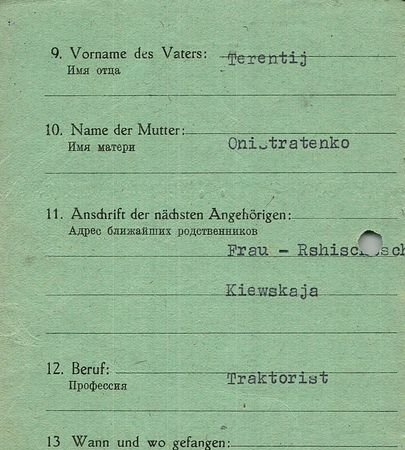 9. Vorname des Vaters: Terentij
Имя отца
10. Name der Mutter: Onistratenko
Имя матери
11. Anschrift der nächsten Angehörigen:
Адрес ближайших родственников
Frau –
Kiewskaja
12. Beruf: Traktorist
Профессия
13 Wann und wo gefangen: